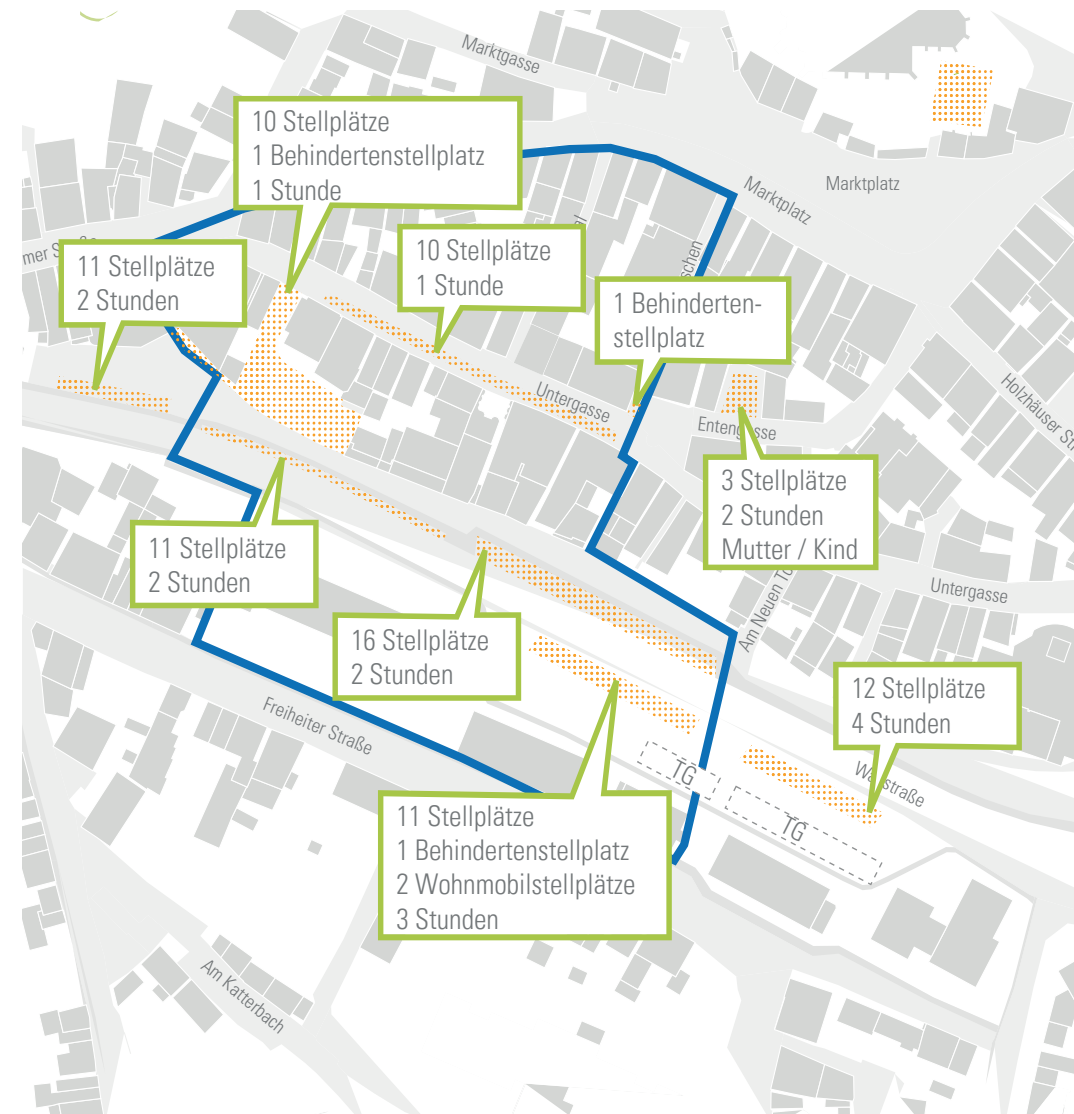 Marktgasse
10 Stellplätze
1 Behindertenstellplatz
1 Stunde
Marktplatz
Marktplatz
11 Stellplätze
2 Stunden
10 Stellplätze
1 Stunde
1 Behinderten-
stellplatz
Untergasse
Entengasse
Holzhäuser Str
3 Stellplätze
2 Stunden
Mutter / Kind
11 Stellplätze
2 Stunden
Untergasse
16 Stellplätze
2 Stunden
12 Stellplätze
4 Stunden
Freiheiter Straße
TG
TG
11 Stellplätze
1 Behindertenstellplatz
2 Wohnmobilstellplätze
3 Stunden
Am Katterbach